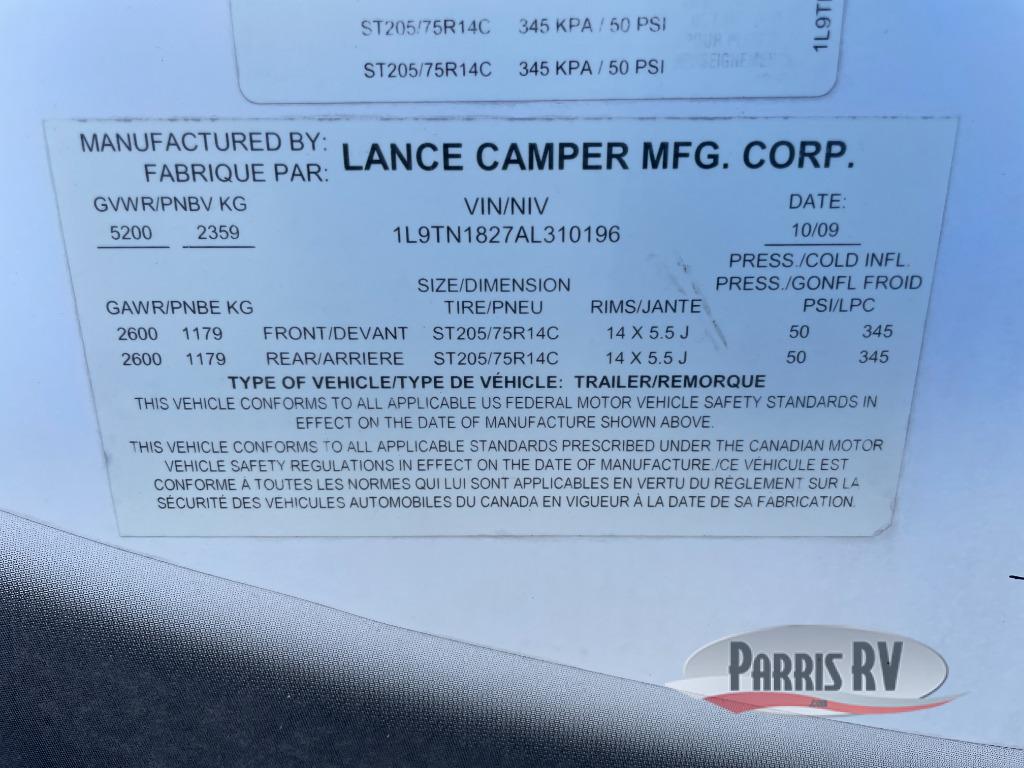 ST205/75R14C 345 KPA / 50 PSI
ST205/75R14C 345 KPA / 50 PSI
1L9T
MANUFACTURED BY:
FABRIQUE PAR:
LANCE CAMPER MFG. CORP.
GVWR/PNBV KG VIN/NIV DATE:
5200 2359 1L9TN1827AL310196 10/09
PRESS./COLD INFL.
SIZE/DIMENSION PRESS./GONFL FROID
GAWR/PNBE KG TIRE/PNEU RIMS/JANTE PSI/LPC
2600 1179 FRONT/DEVANT ST205/75R14C 14 X 5.5 J 50 345
2600 1179 REAR/ARRIERE ST205/75R14C 14 X 5.5 J 50 345
TYPE OF VEHICLE/TYPE DE VÉHICLE: TRAILER/REMORQUE
THIS VEHICLE CONFORMS TO ALL APPLICABLE US FEDERAL MOTOR VEHICLE SAFETY STANDARDS IN
EFFECT ON THE DATE OF MANUFACTURE SHOWN ABOVE.
THIS VEHICLE CONFORMS TO ALL APPLICABLE STANDARDS PRESCRIBED UNDER THE CANADIAN MOTOR
VEHICLE SAFETY REGULATIONS IN EFFECT ON THE DATE OF MANUFACTURE./CE VÉHICULE EST
CONFORME A TOUTES LES NORMES QUI LUI SONT APPLICABLES EN VERTU DU RÉGLEMENT SUR LA
SÉCURITÉ DES VEHICULES AUTOMOBILES DU CANADA EN VIGUEUR À LA DATE DE SA FABRICATION.
PARRIS RV
.com